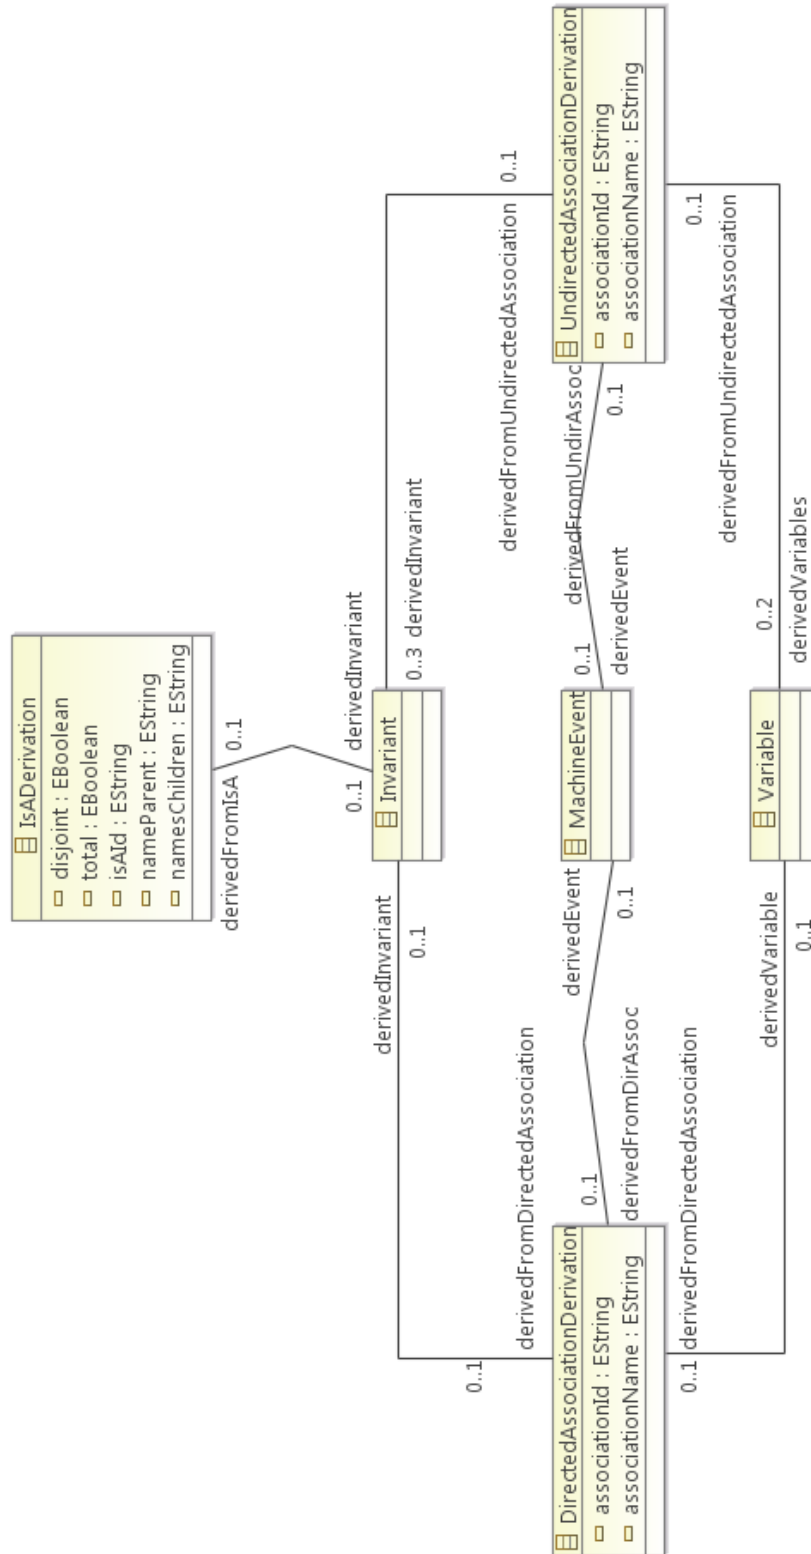 IsADerivation
disjoint : EBoolean
total : EBoolean
isAId : EString
nameParent : EString
namesChildren : EString
derivedFromIsA
0..1
0..1
derivedInvariant
Invariant
derivedInvariant
0..1
0..3 derivedInvariant
derivedFromDirectedAssociation
0..1
derivedFromUndirectedAssociation
0..1
DirectedAssociationDerivation
associationId : EString
associationName : EString
0..1
derivedFromDirAssoc
derivedEvent
0..1
MachineEvent
0..1
derivedEvent
derivedFromUndirAssoc
0..1
UndirectedAssociationDerivation
associationId : EString
associationName : EString
0..1
derivedFromDirectedAssociation
derivedVariable
0..1
Variable
0..2
derivedVariables
0..1
derivedFromUndirectedAssociation